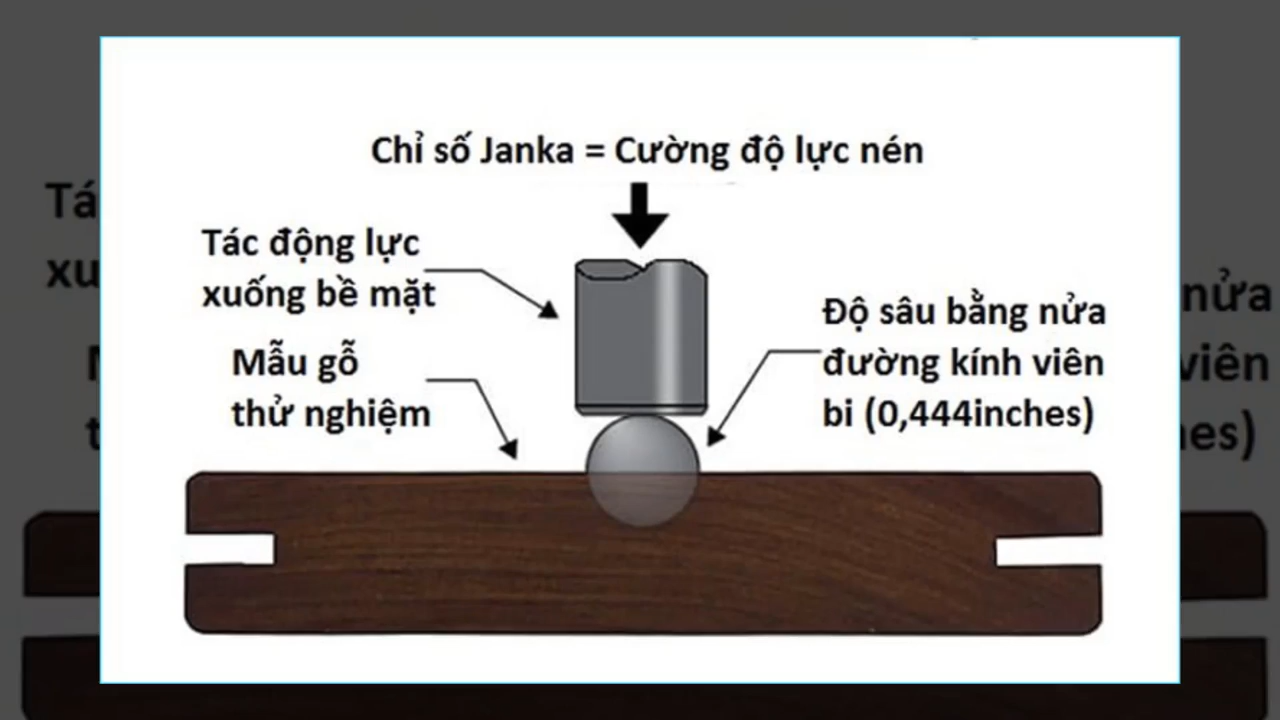 Chỉ số Janka = Cường độ lực nén
Tác động lực
xuống bề mặt
Mẫu gỗ
thử nghiệm
Độ sâu bằng nửa
đường kính viên
bi (0,444inches)